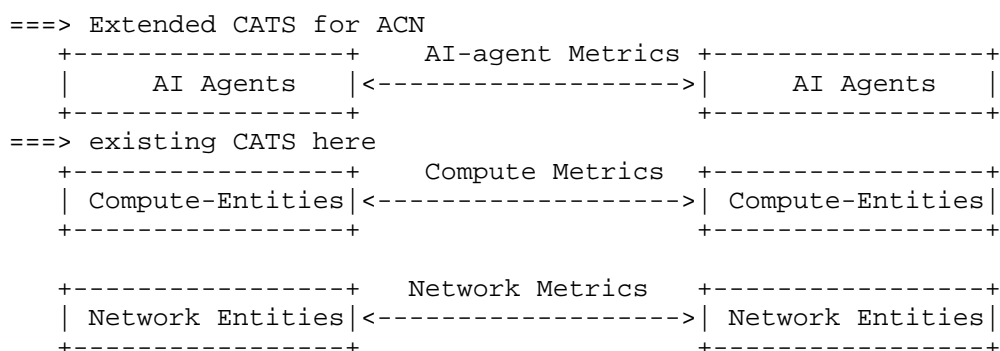 ===> Extended CATS for ACN
   +-----------------+    AI-agent Metrics +-----------------+
   |     AI Agents   |<------------------->|     AI Agents   |
   +-----------------+                     +-----------------+
===> existing CATS here
   +-----------------+    Compute Metrics  +-----------------+
   | Compute-Entities|<------------------->| Compute-Entities|
   +-----------------+                     +-----------------+

   +-----------------+   Network Metrics   +-----------------+
   | Network Entities|<------------------->| Network Entities|
   +-----------------+                     +-----------------+